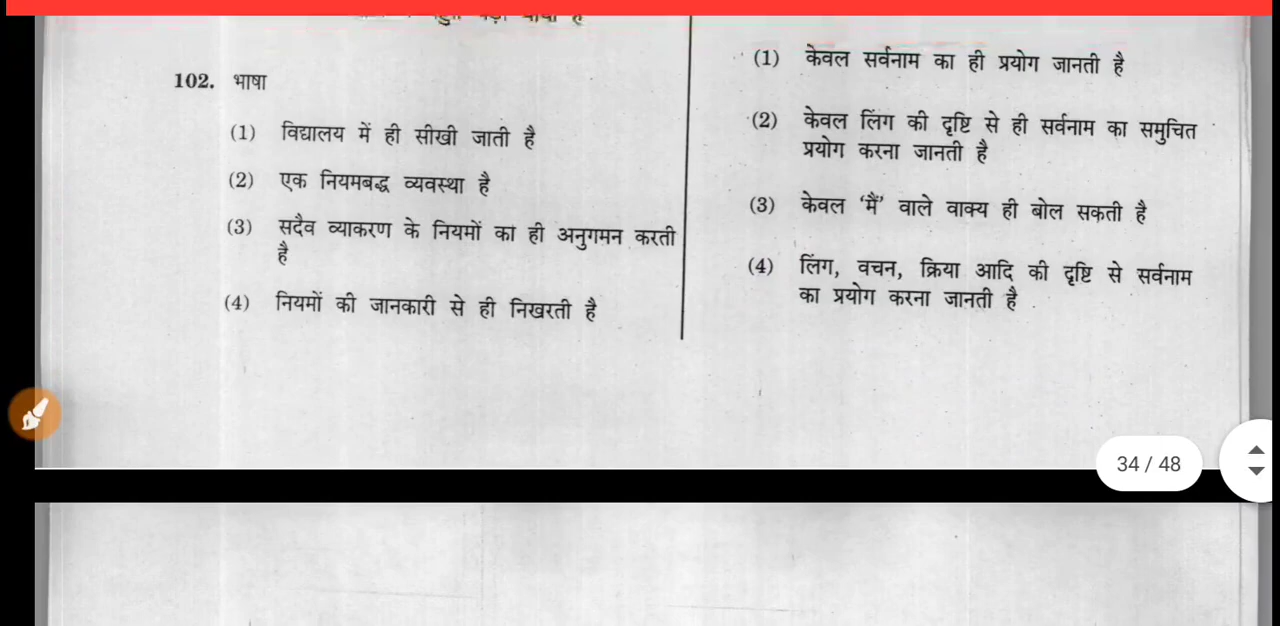 102. भाषा
(1) विद्यालय में ही सीखी जाती है
(2) एक नियमबद्ध व्यवस्था है
(3) सदैव व्याकरण के नियमों का ही अनुगमन करती
है
(4) नियमों की जानकारी से ही निखरती है
(1) केवल सर्वनाम का ही प्रयोग जानती है
(2) केवल लिंग की दृष्टि से ही सर्वनाम का समुचित
प्रयोग करना जानती है
(3) केवल ‘मैं’ वाले वाक्य ही बोल सकती है
(4) लिंग, वचन, क्रिया आदि की दृष्टि से सर्वनाम
का प्रयोग करना जानती है
34 / 48